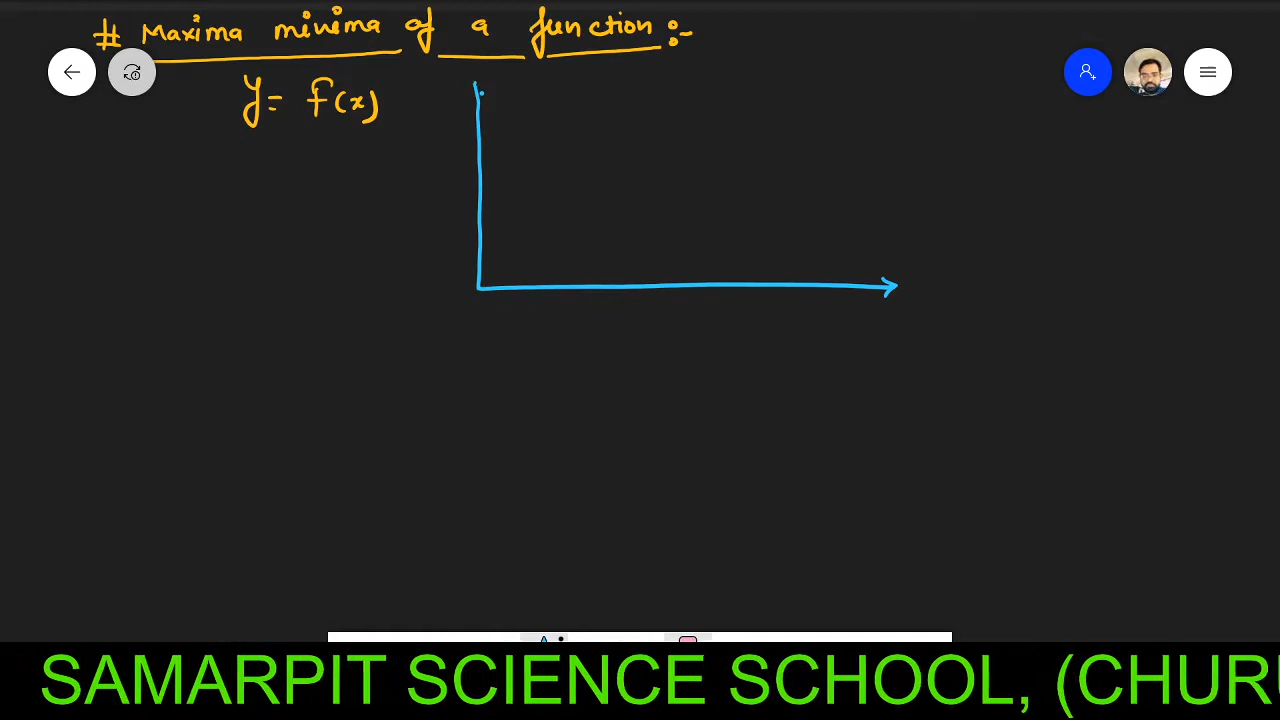 # Maxima minima of a function :-
y = f(x)
SAMARPIT SCIENCE SCHOOL, (CHUR